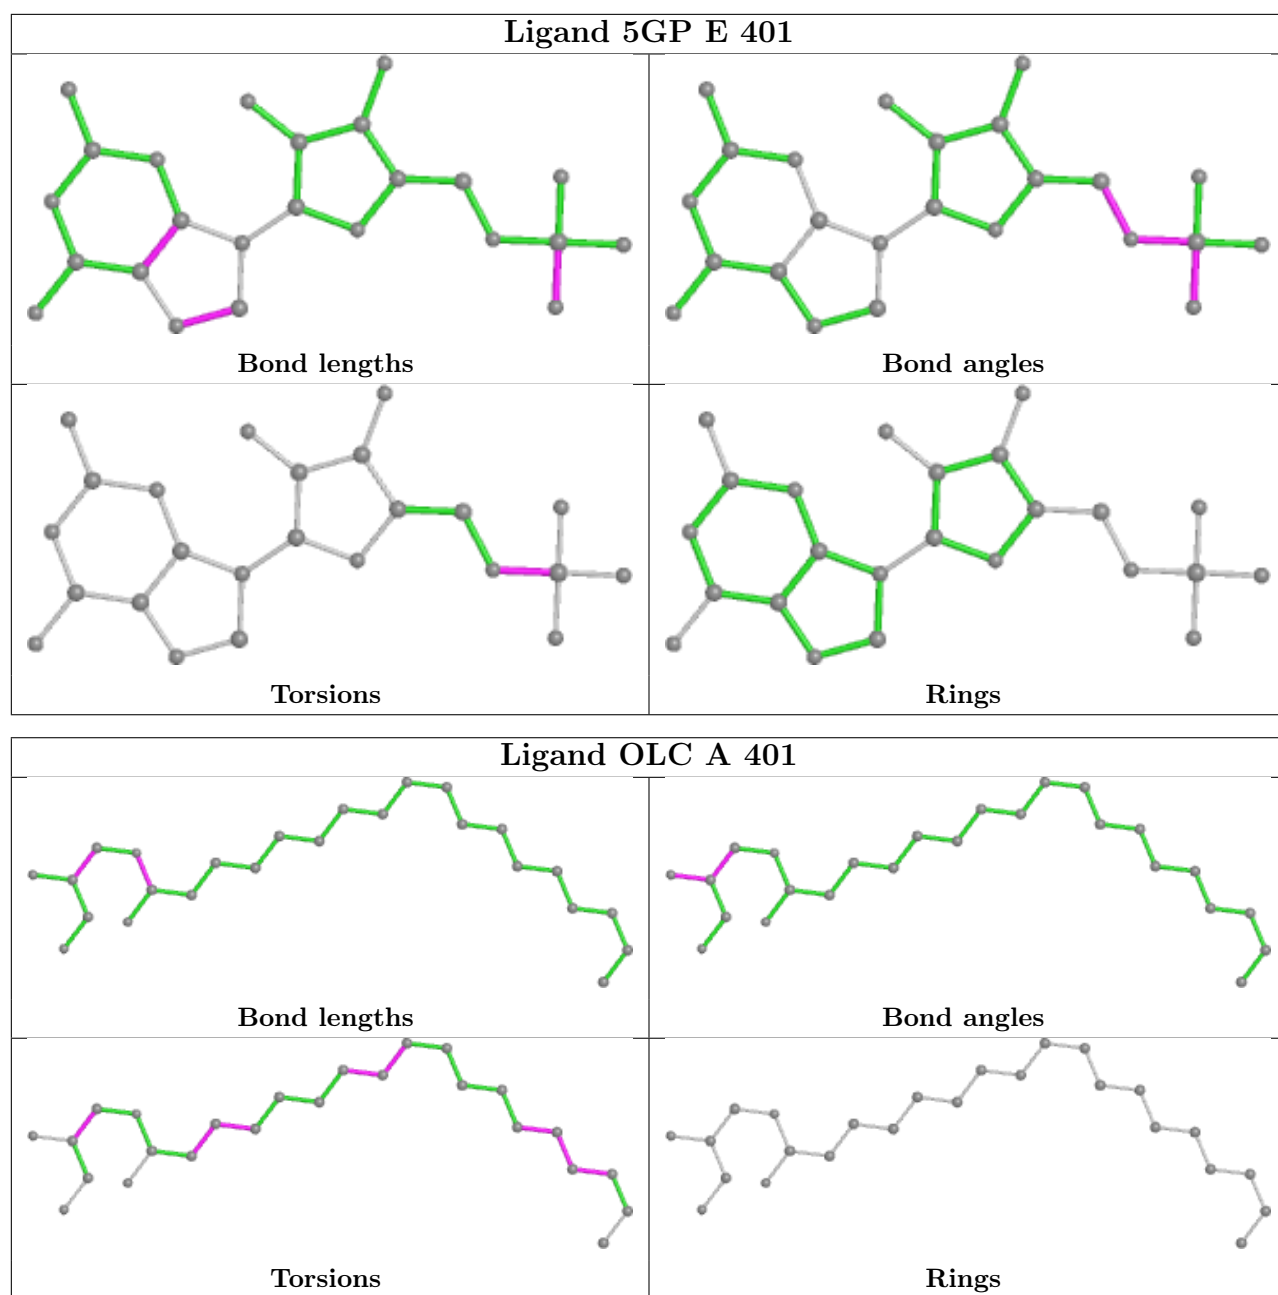 Ligand 5GP E 401
Bond lengths
Bond angles
Torsions
Rings
Ligand OLC A 401
Bond lengths
Bond angles
Torsions
Rings